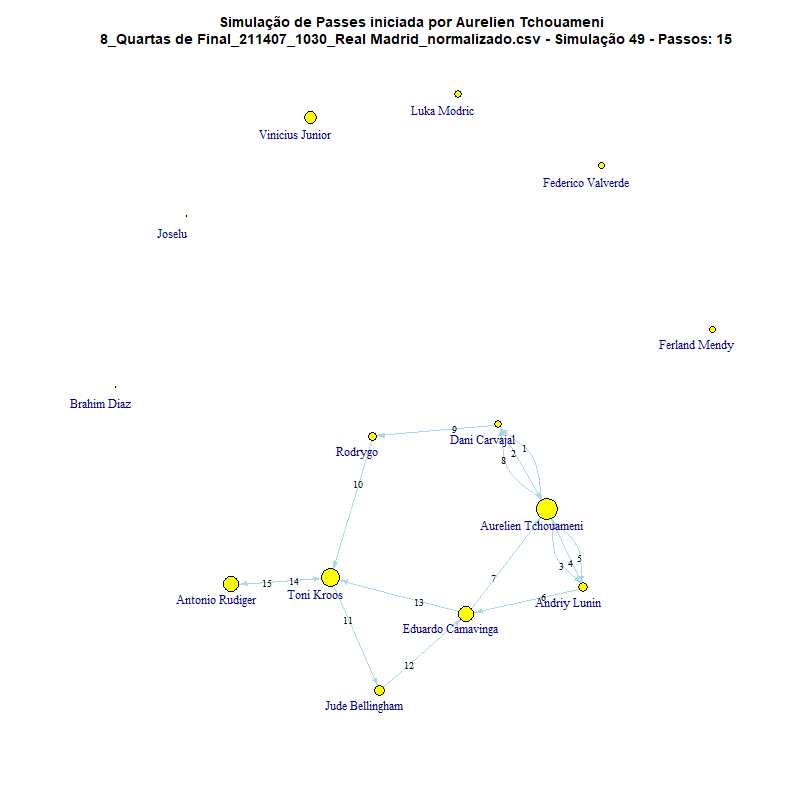 Simulação de Passes iniciada por Aurelien Tchouameni
8_Quartas de Final_211407_1030_Real Madrid_normalizado.csv - Simulação 49 - Passos: 15
Luka Modric
Vinicius Junior
Federico Valverde
Joselu
Ferland Mendy
Brahim Diaz
9
Dani Carvajal
1
Rodrygo
2
8
10
Aurelien Tchouameni
5
4
3
7
15
14
Toni Kroos
Antonio Rudiger
6
Andriy Lunin
13
11
Eduardo Camavinga
12
Jude Bellingham